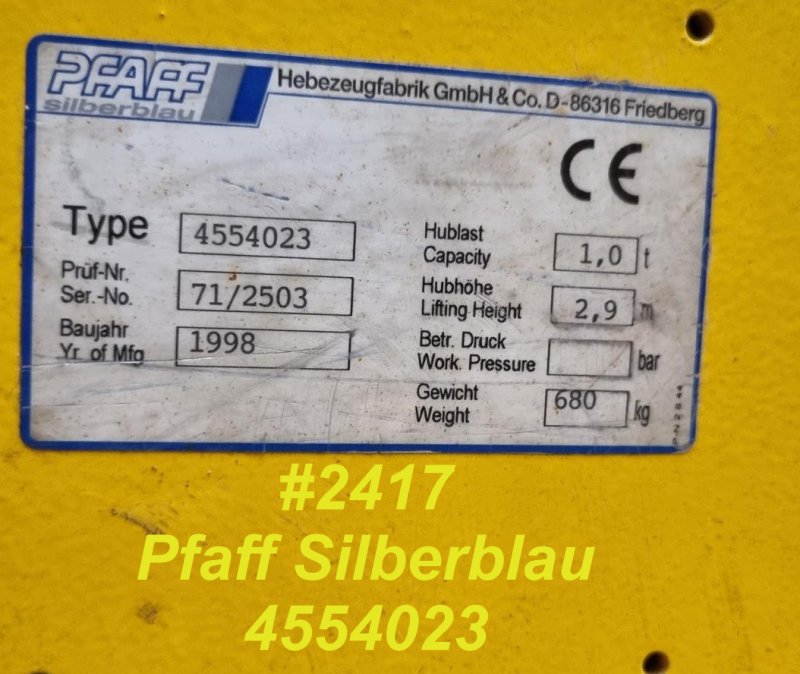 PFAFF
silberblau
Hebezeugfabrik GmbH & Co. D-86316 Friedberg
CE
Type 4554023
Prüf-Nr.
Ser.-No. 71/2503
Baujahr
Yr. of Mfg 1998
Hublast
Capacity 1,0 t
Hubhöhe
Lifting Height 2,9 m
Betr. Druck
Work. Pressure bar
Gewicht
Weight 680 kg
#2417
Pfaff Silberblau
4554023